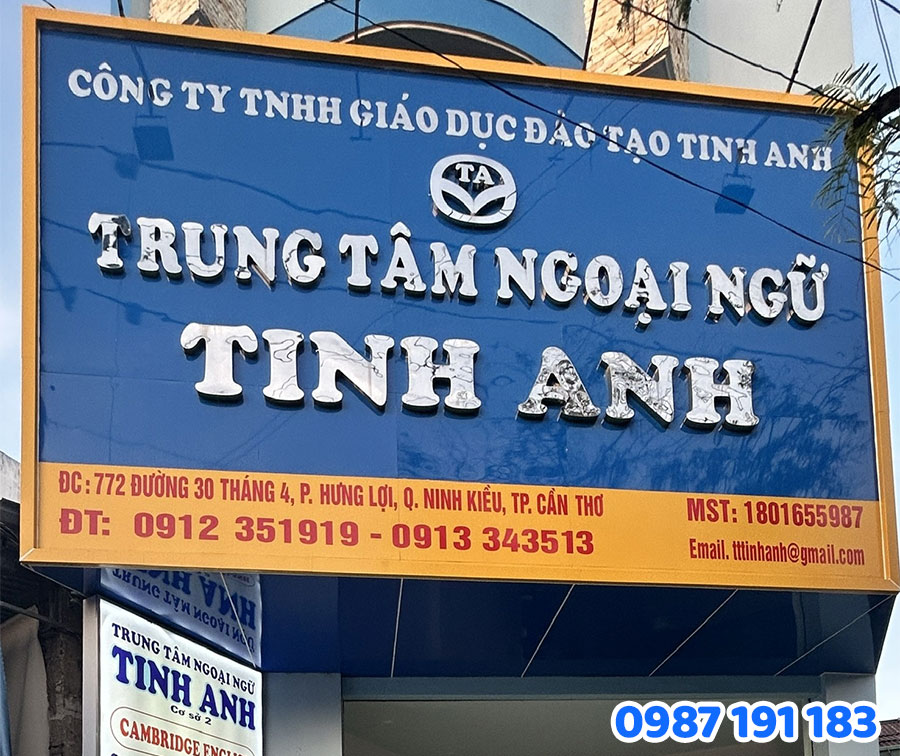 CÔNG TY TNHH GIÁO DỤC ĐÀO TẠO TINH ANH
TA
TRUNG TÂM NGOẠI NGỮ
TINH ANH
ĐC: 772 ĐƯỜNG 30 THÁNG 4, P. HƯNG LỢI, Q. NINH KIỀU, TP. CẦN THƠ
MST: 1801655987
ĐT: 0912 351919 - 0913 343513
Email. tttinhanh@gmail.com
TRUNG TÂM NGOẠI NGỮ
TINH ANH
Cơ sở 2
CAMBRIDGE
0987 191 183